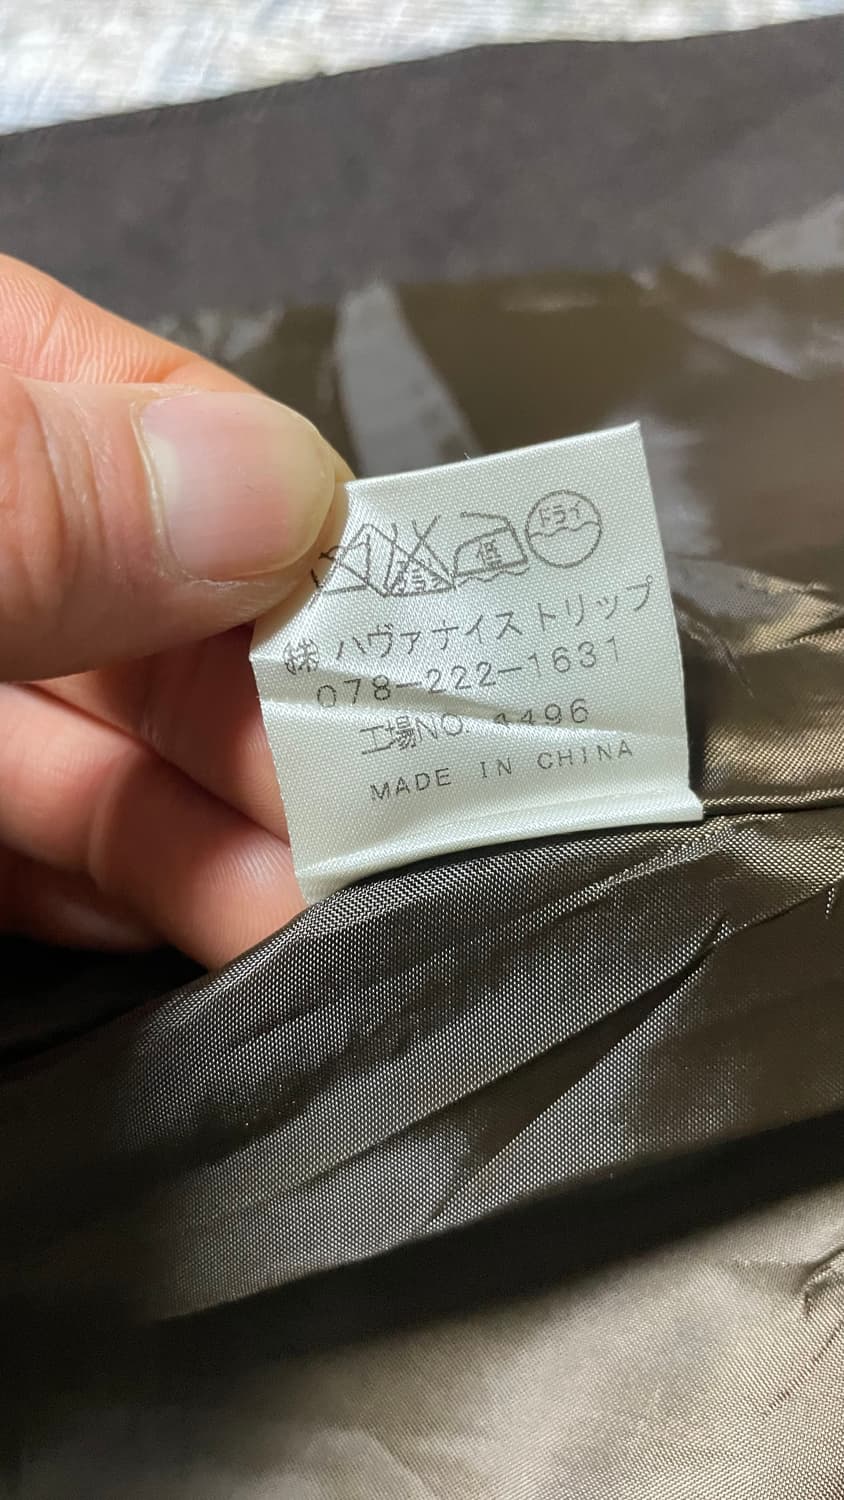 ドライ
低
㈱ ハヴァナイストリップ
078-222-1631
工場NO. 496
MADE IN CHINA